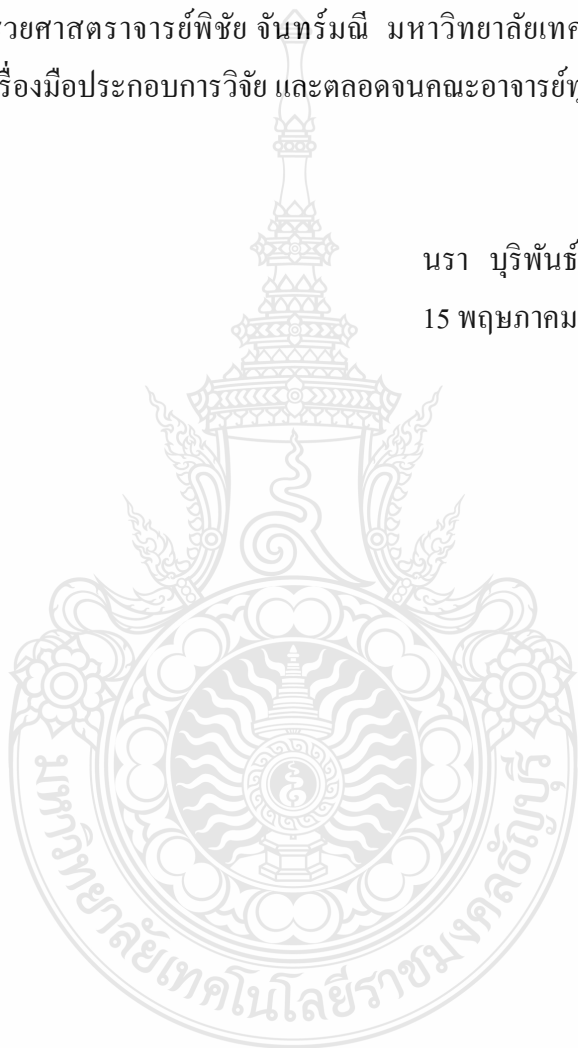 วยศาสตราจารย์พิชัย จันทร์มณี มหาวิทยาลัยเทค
รื่องมือประกอบการวิจัย และตลอดจนคณะอาจารย์ทุ
นรา บุริพันธ์
15 พฤษภาคม
มหาวิทยาลัยเทคโนโลยีราชมงคลธัญบุรี